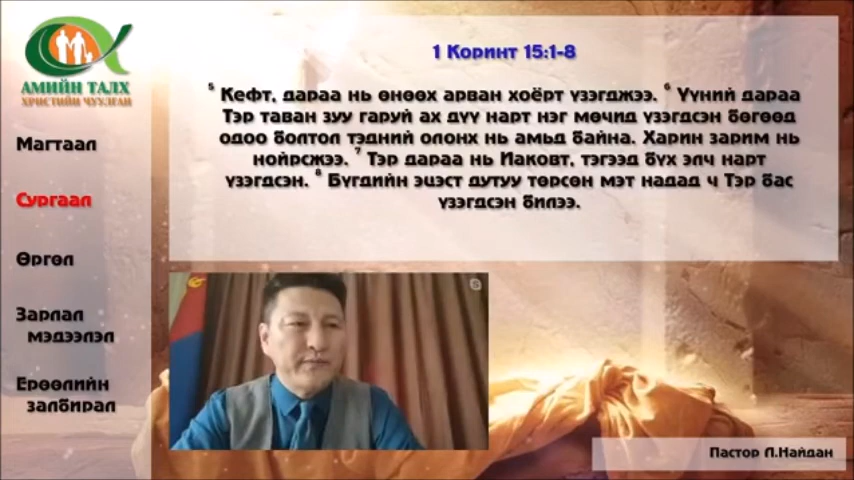 АМИЙН ТАЛХ
ХРИСТИЙН ЧУУЛГАН
Магтаал
Сургаал
Өргөл
Зарлал
мэдээлэл
Ерөөлийн
залбирал
1 Коринт 15:1-8
5 Кефт, дараа нь өнөөх арван хоёрт үзэгджээ. 6 Үүний дараа
Тэр таван зуу гаруй ах дүү нарт нэг мөчид үзэгдсэн бөгөөд
одоо болтол тэдний олонх нь амьд байна. Харин зарим нь
нойрсжээ. 7 Тэр дараа нь Иаковт, тэгээд бүх элч нарт
үзэгдсэн. 8 Бүгдийн эцэст дутуу төрсөн мэт надад ч Тэр бас
үзэгдсэн билээ.
Пастор Л.Найдан